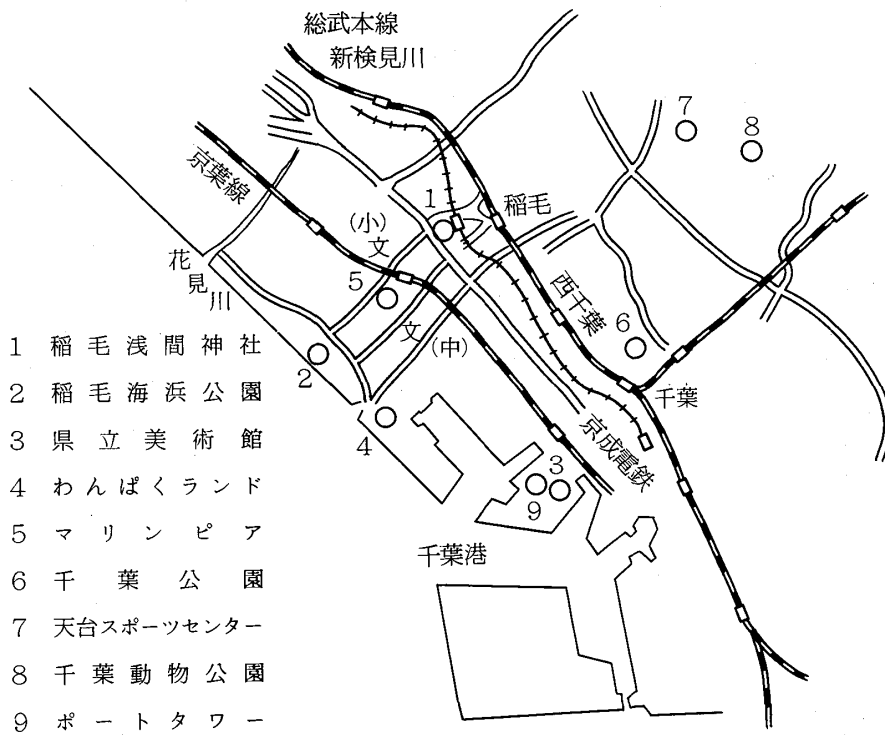 総武本線
新検見川
7
8
京葉線
1
稲毛
(小)
文
花見川
5
西千葉
6
文
(中)
2
千葉
4
京成電鉄
3
9
千葉港
1 稲毛浅間神社
2 稲毛海浜公園
3 県立美術館
4 わんぱくランド
5 マリンピア
6 千葉公園
7 天台スポーツセンター
8 千葉動物公園
9 ポートタワー